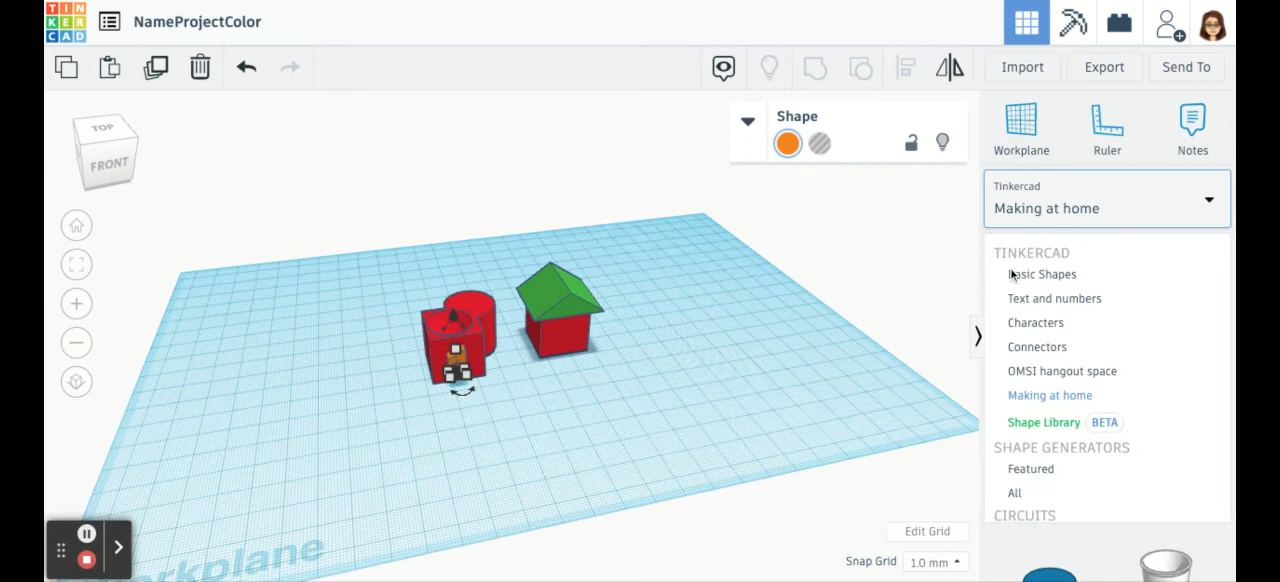 TIN
KER
CAD
NameProjectColor
Import
Export
Send To
TOP
FRONT
Shape
Workplane
Ruler
Notes
Tinkercad
Making at home
TINKERCAD
Basic Shapes
Text and numbers
Characters
Connectors
OMSI hangout space
Making at home
Shape Library BETA
SHAPE GENERATORS
Featured
All
CIRCUITS
Edit Grid
Snap Grid 1.0 mm
workplane